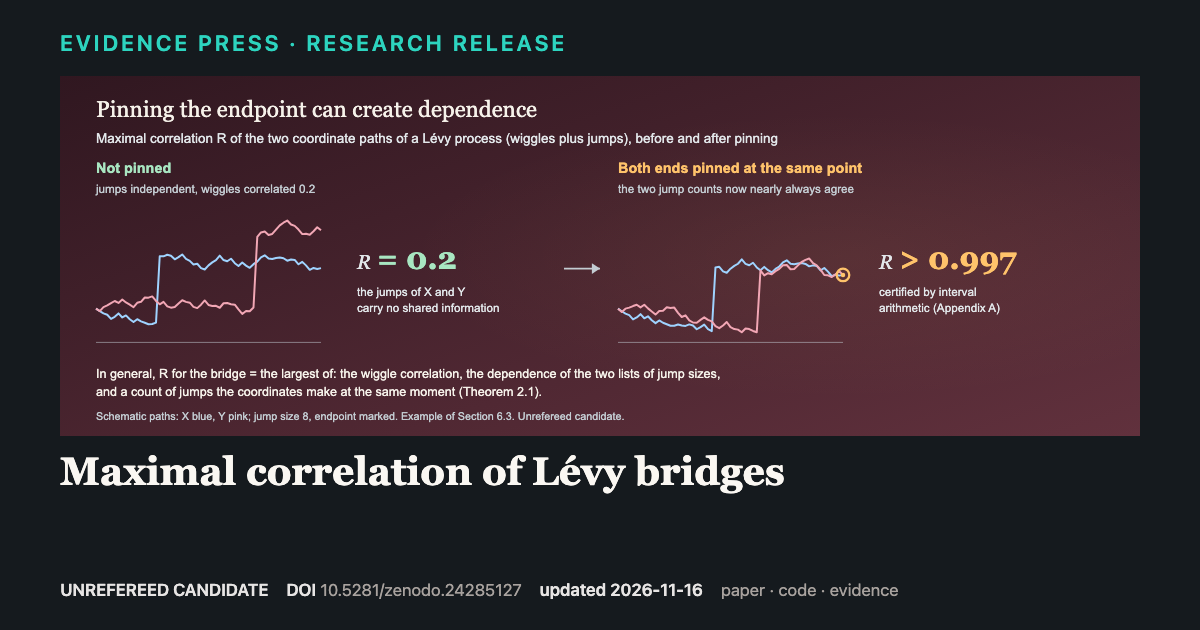 EVIDENCE PRESS · RESEARCH RELEASE
Pinning the endpoint can create dependence
Maximal correlation R of the two coordinate paths of a Lévy process (wiggles plus jumps), before and after pinning
Not pinned
jumps independent, wiggles correlated 0.2
R = 0.2
the jumps of X and Y
carry no shared information
Both ends pinned at the same point
the two jump counts now nearly always agree
R > 0.997
certified by interval
arithmetic (Appendix A)
In general, R for the bridge = the largest of: the wiggle correlation, the dependence of the two lists of jump sizes,
and a count of jumps the coordinates make at the same moment (Theorem 2.1).
Schematic paths: X blue, Y pink; jump size 8, endpoint marked. Example of Section 6.3. Unrefereed candidate.
Maximal correlation of Lévy bridges
UNREFEREED CANDIDATE DOI 10.5281/zenodo.24285127 updated 2026-11-16 paper · code · evidence